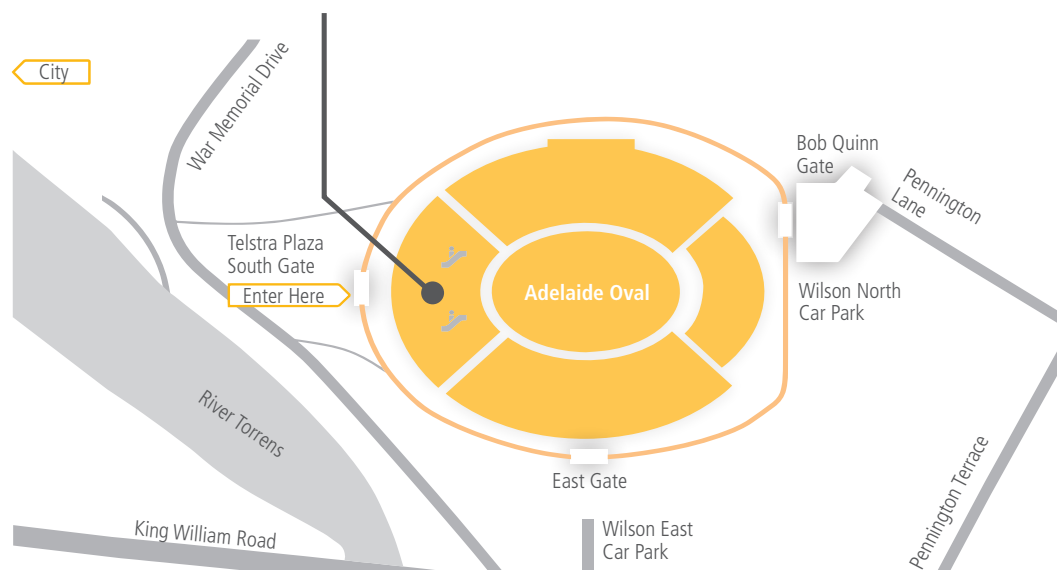 City
War Memorial Drive
Bob Quinn
Gate
Pennington
Lane
Telstra Plaza
South Gate
Enter Here
Adelaide Oval
Wilson North
Car Park
River Torrens
East Gate
Pennington Terrace
King William Road
Wilson East
Car Park